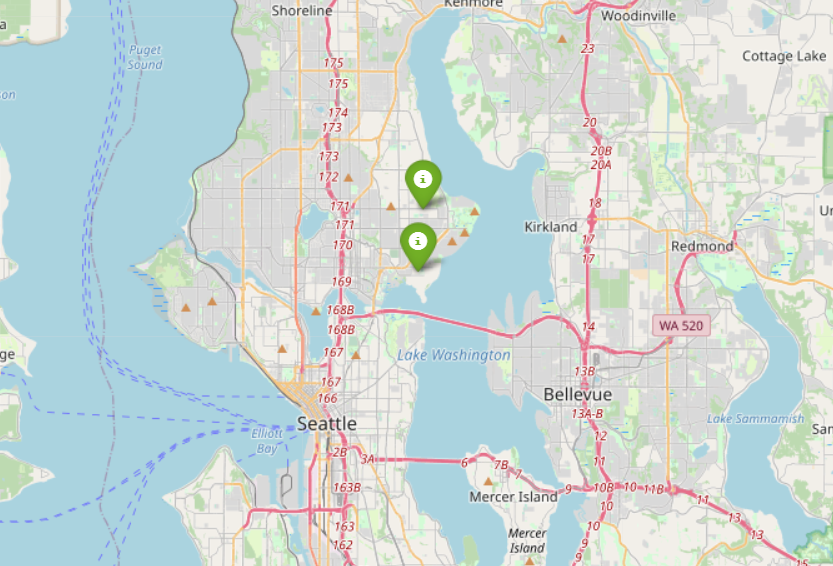 Kenmore
Shoreline
Woodinville
Puget
Sound
23
Cottage Lake
175
175
174
173
20
20B
20A
173
172
i
171
18
171
Kirkland
17
170
i
Redmond
17
169
168B
168B
14
WA 520
167
Lake Washington
13B
167
166
Bellevue
13A-B
Seattle
Lake Sammamish
Elliott
Bay
12
2B
3A
6
7B
7
11
163B
Mercer Island
9
10B
10
11B
11
163
10
13
Mercer
Island
162
10
13
9
15